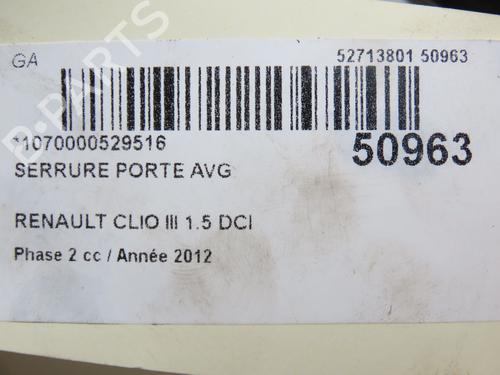 GA
52713801 50963
*1070000529516
50963
SERRURE PORTE AVG
RENAULT CLIO III 1.5 DCI
Phase 2 cc / Année 2012
B-PARTS